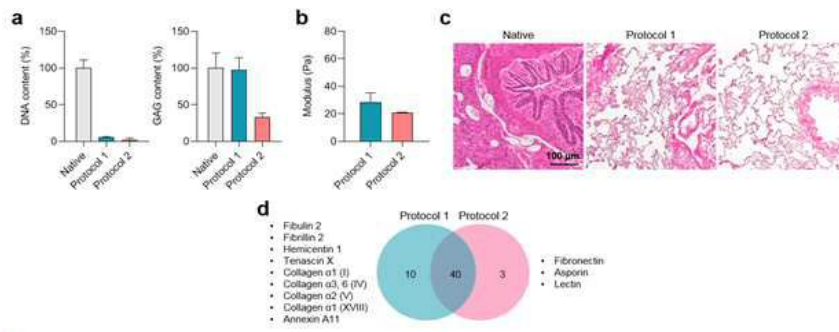 a
b
c
DNA content (%)
150
100
50
0
Native
Protocol 1
Protocol 2
GAG content (%)
150
100
50
0
Native
Protocol 1
Protocol 2
Modulus (Pa)
80
60
40
20
0
Protocol 1
Protocol 2
Native
Protocol 1
Protocol 2
100 µm
d
• Fibulin 2
• Fibrillin 2
• Hemicentin 1
• Tenascin X
• Collagen α1 (I)
• Collagen α3, 6 (IV)
• Collagen α2 (V)
• Collagen α1 (XVIII)
• Annexin A11
Protocol 1
Protocol 2
10
40
3
• Fibronectin
• Asporin
• Lectin